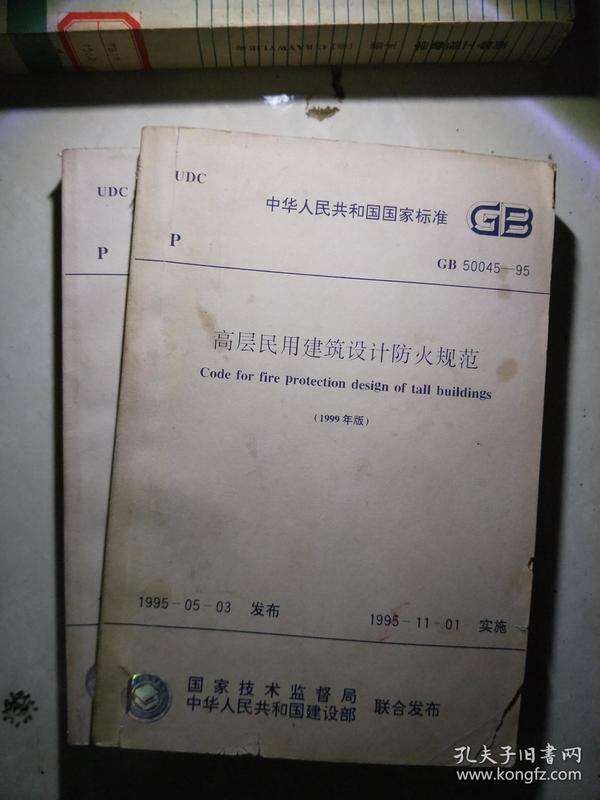 UDC
P
UDC
中华人民共和国国家标准
GB
P
GB 50045—95
高层民用建筑设计防火规范
Code for fire protection design of tall buildings
(1999年版)
1995-05-03 发布
1995-11-01 实施
国家技术监督局
中华人民共和国建设部
联合发布
孔夫子旧书网
www.kongfz.com